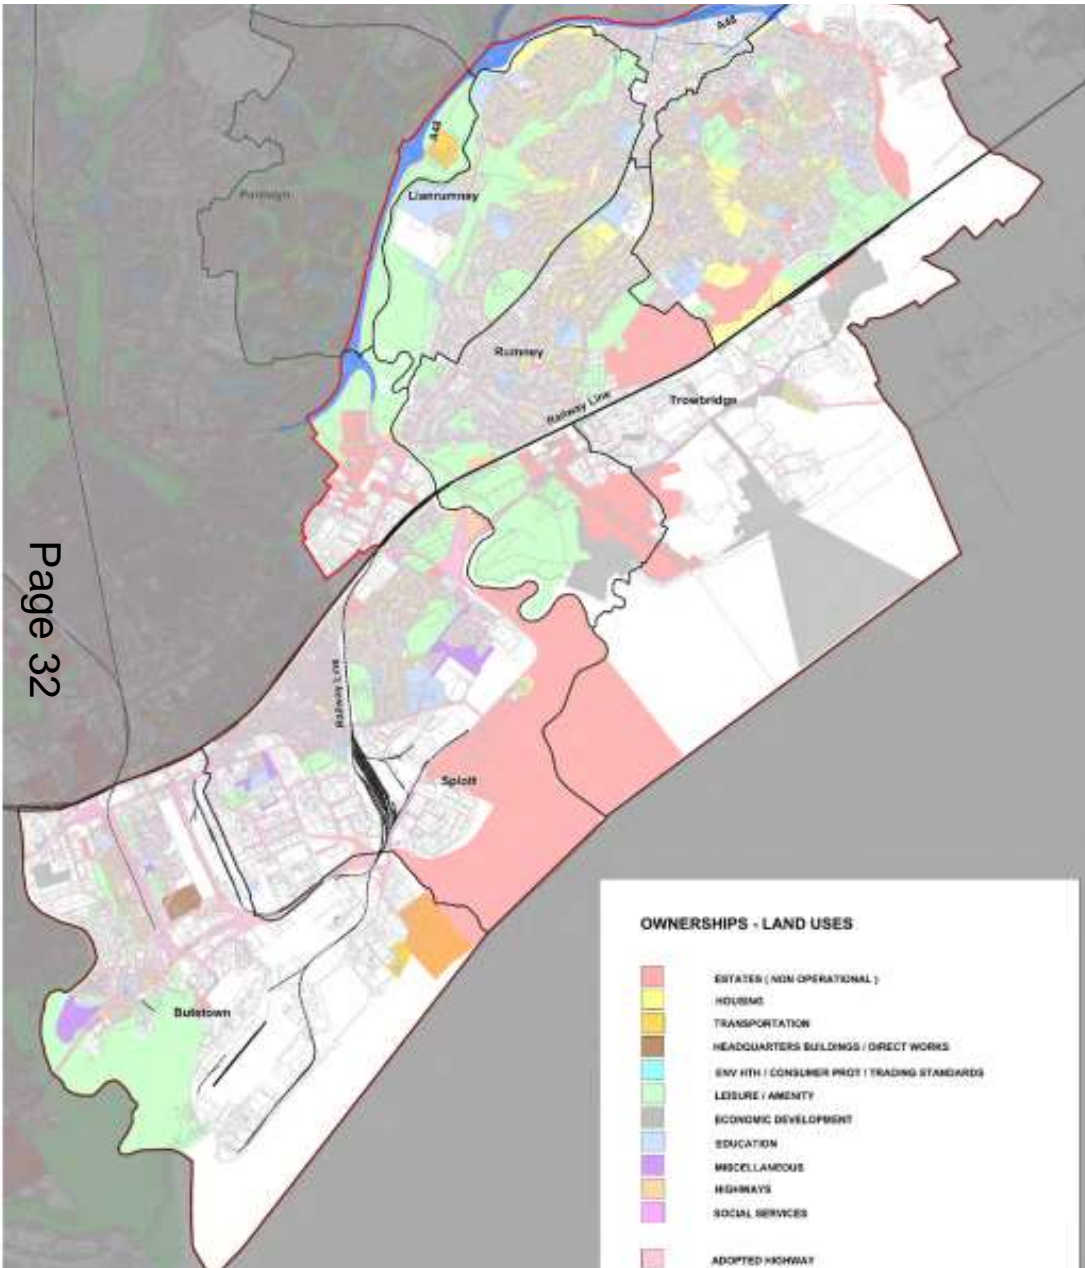 A48
A48
Pentwyn
Llanrumney
Rumney
Railway Line
Trowbridge
Page 32
Railway Line
Splott
Butetown
OWNERSHIPS - LAND USES
ESTATES ( NON OPERATIONAL )
HOUSING
TRANSPORTATION
HEADQUARTERS BUILDINGS / DIRECT WORKS
ENV HTH / CONSUMER PROT / TRADING STANDARDS
LEISURE / AMENITY
ECONOMIC DEVELOPMENT
EDUCATION
MISCELLANEOUS
HIGHWAYS
SOCIAL SERVICES
ADOPTED HIGHWAY